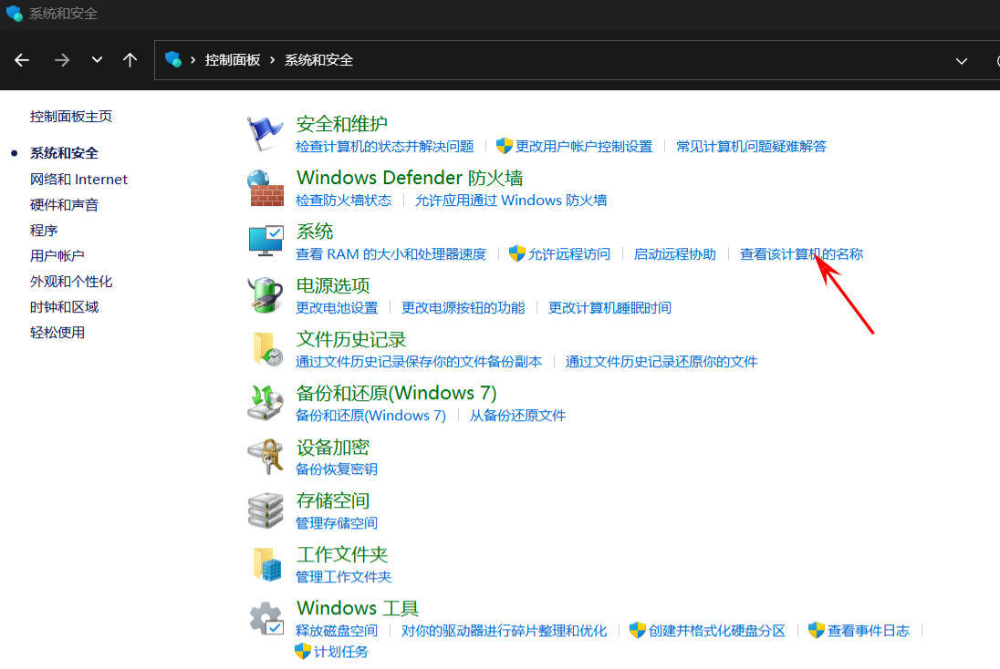 系统和安全
控制面板 › 系统和安全
控制面板主页
系统和安全
网络和 Internet
硬件和声音
程序
用户帐户
外观和个性化
时钟和区域
轻松使用
安全和维护
检查计算机的状态并解决问题 更改用户帐户控制设置 常见计算机问题疑难解答
Windows Defender 防火墙
检查防火墙状态 允许应用通过 Windows 防火墙
系统
查看 RAM 的大小和处理器速度 允许远程访问 启动远程协助 查看该计算机的名称
电源选项
更改电池设置 更改电源按钮的功能 更改计算机睡眠时间
文件历史记录
通过文件历史记录保存你的文件备份副本 通过文件历史记录还原你的文件
备份和还原(Windows 7)
备份和还原(Windows 7) 从备份还原文件
设备加密
备份恢复密钥
存储空间
管理存储空间
工作文件夹
管理工作文件夹
Windows 工具
释放磁盘空间 对你的驱动器进行碎片整理和优化 创建并格式化硬盘分区 查看事件日志
计划任务